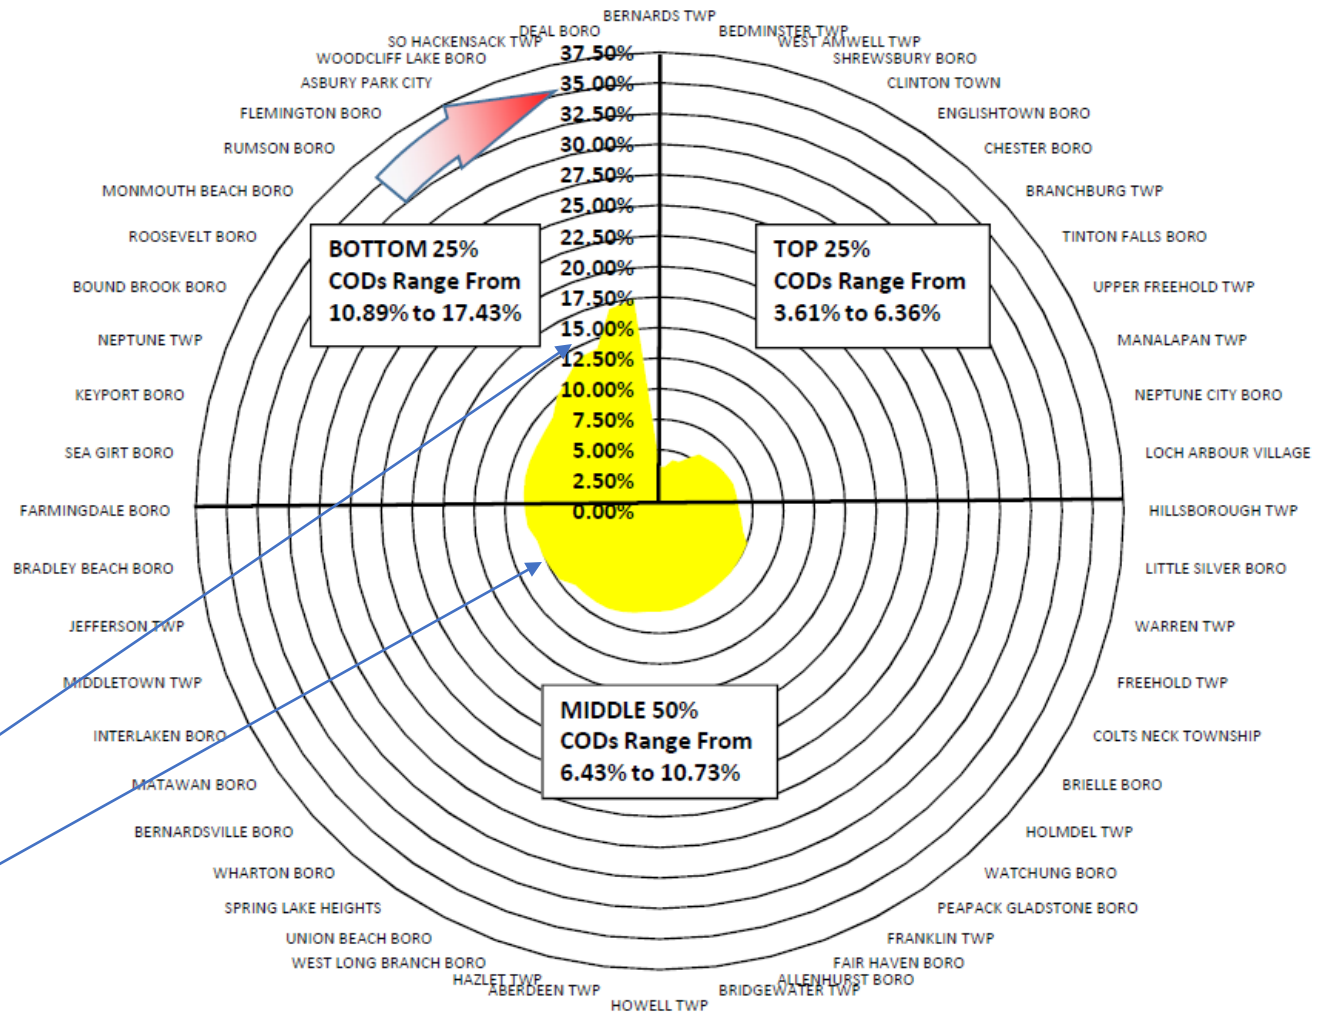 BERNARDS TWP
BEDMINSTER TWP
WEST AMWELL TWP
SHREWSBURY BORO
CLINTON TOWN
ENGLISHTOWN BORO
CHESTER BORO
BRANCHBURG TWP
TINTON FALLS BORO
UPPER FREEHOLD TWP
MANALAPAN TWP
NEPTUNE CITY BORO
LOCH ARBOUR VILLAGE
HILLSBOROUGH TWP
LITTLE SILVER BORO
WARREN TWP
FREEHOLD TWP
COLTS NECK TOWNSHIP
BRIELLE BORO
HOLMDEL TWP
WATCHUNG BORO
PEAPACK GLADSTONE BORO
FRANKLIN TWP
FAIR HAVEN BORO
ALLENHURST BORO
BRIDGEWATER TWP
HOWELL TWP
ABERDEEN TWP
HAZLET TWP
WEST LONG BRANCH BORO
UNION BEACH BORO
SPRING LAKE HEIGHTS
WHARTON BORO
BERNARDSVILLE BORO
MATAWAN BORO
INTERLAKEN BORO
MIDDLETOWN TWP
JEFFERSON TWP
BRADLEY BEACH BORO
FARMINGDALE BORO
SEA GIRT BORO
KEYPORT BORO
NEPTUNE TWP
BOUND BROOK BORO
ROOSEVELT BORO
MONMOUTH BEACH BORO
RUMSON BORO
FLEMINGTON BORO
ASBURY PARK CITY
WOODCLIFF LAKE BORO
SO HACKENSACK TWP
DEAL BORO
37.50%
35.00%
32.50%
30.00%
27.50%
25.00%
22.50%
20.00%
17.50%
15.00%
12.50%
10.00%
7.50%
5.00%
2.50%
0.00%
BOTTOM 25%
CODs Range From
10.89% to 17.43%
TOP 25%
CODs Range From
3.61% to 6.36%
MIDDLE 50%
CODs Range From
6.43% to 10.73%